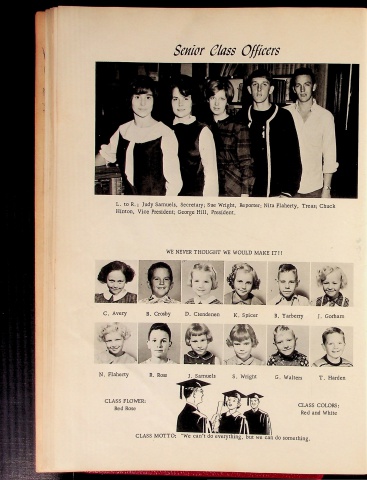 Senior Class Officers
L. to R.; Judy Samuels, Secretary; Sue Wright, Reporter; Nita Flaherty, Treas; Chuck
Hinton, Vice President; George Hill, President.
WE NEVER THOUGHT WE WOULD MAKE IT!!
C. Avery B. Crosby D. Clendenen K. Spicer B. Yarberry J. Gorham
N. Flaherty R. Rose J. Samuels S. Wright G. Walters T. Harden
CLASS FLOWER:
Red Rose
CLASS COLORS:
Red and White
CLASS MOTTO: "We can't do everything, but we can do something.